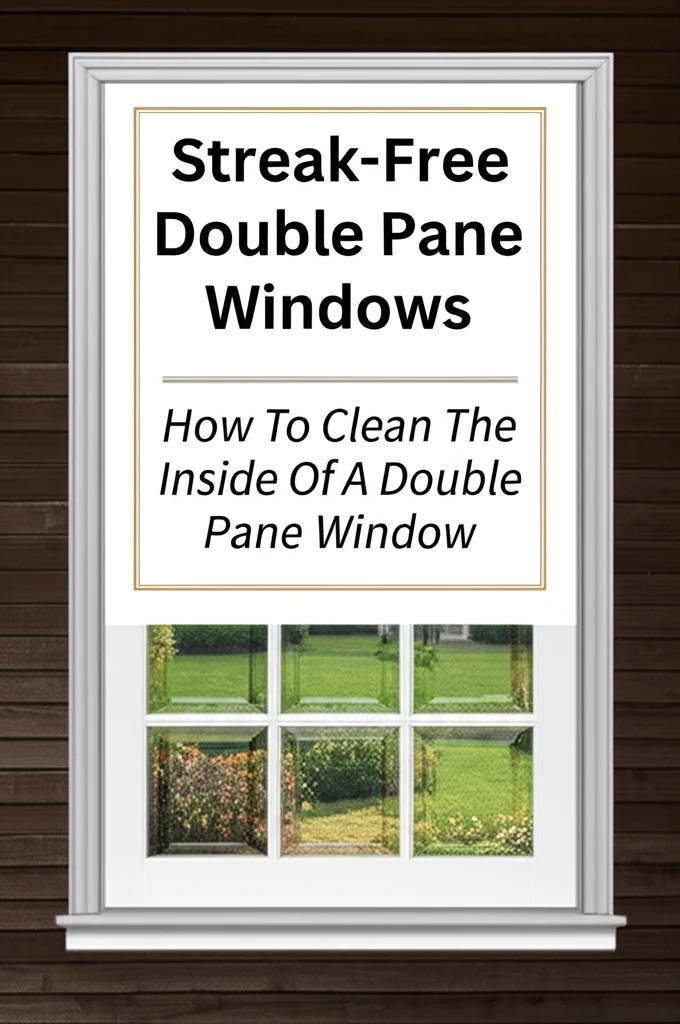 Streak-Free
Double Pane
Windows
How To Clean The
Inside Of A Double
Pane Window